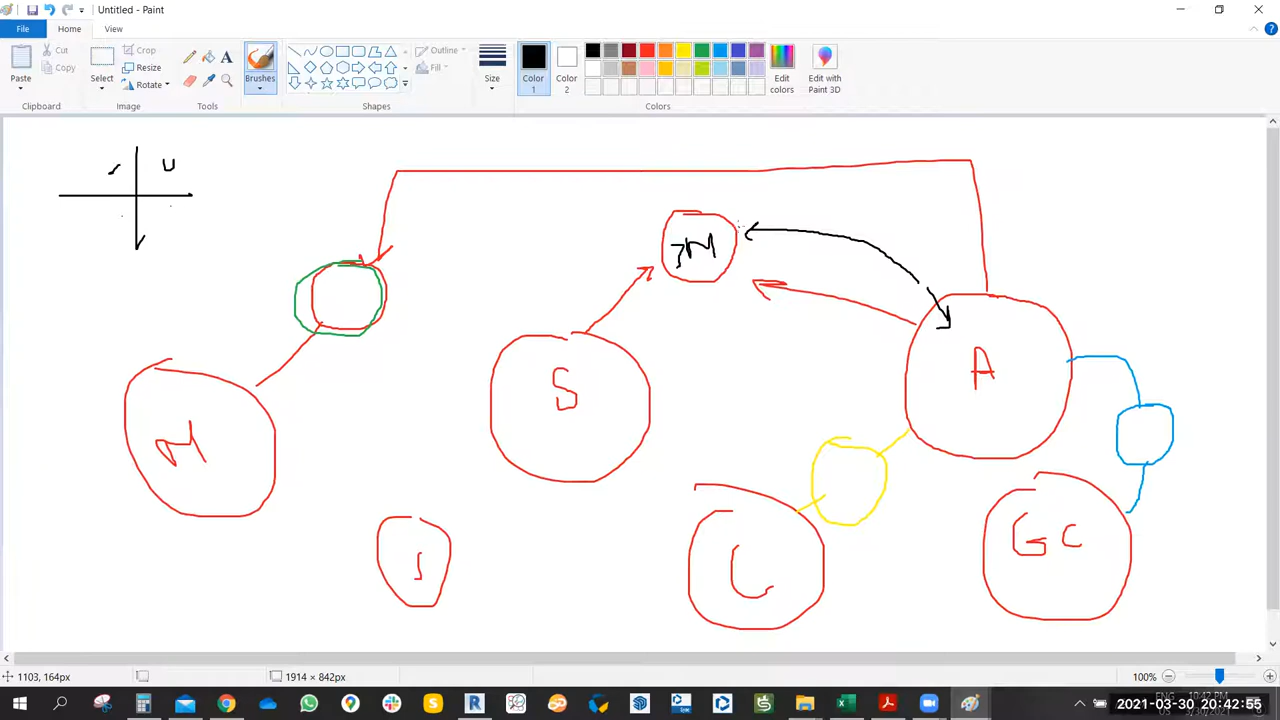 Untitled - Paint
File
Home
View
Paste
Cut
Copy
Clipboard
Select
Crop
Resize
Rotate
Image
Tools
Brushes
Outline
Fill
Shapes
Size
Color 1
Color 2
Edit colors
Edit with Paint 3D
Colors
A
S
M
GC
1103, 164px
1914 × 842px
100%
ENG
2021-03-30 20:42:55